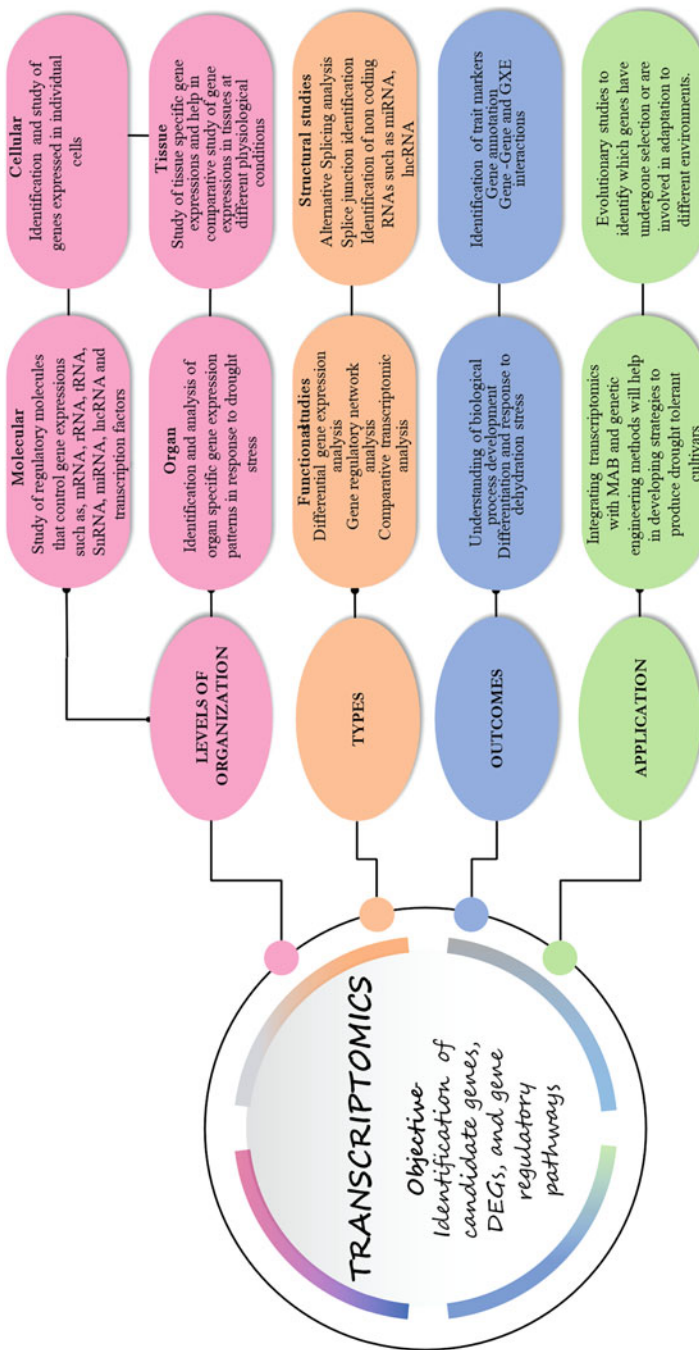 TRANSCRIPTOMICS
Objective-
Identification of
candidate genes,
DEGs, and gene
regulatory
pathways
LEVELS OF
ORGANIZATION
Molecular
Study of regulatory molecules
that control gene expressions
such as, mRNA, rRNA, tRNA,
SnRNA, miRNA, lncRNA and
transcription factors
Cellular
Identification and study of
genes expressed in individual
cells
Organ
Identification and analysis of
organ specific gene expression
patterns in response to drought
stress
Tissue
Study of tissue specific gene
expressions and help in
comparative study of gene
expressions in tissues at
different physiological
conditions
TYPES
Functional studies
Differential gene expression
analysis
Gene regulatory network
analysis
Comparative transcriptomic
analysis
Structural studies
Alternative Splicing analysis
Splice junction identification
Identification of non coding
RNAs such as miRNA,
lncRNA
OUTCOMES
Understanding of biological
process development
Differentiation and response to
dehydration stress
Identification of trait markers
Gene annotation
Gene -Gene and GXE
interactions
APPLICATION
Integrating transcriptomics
with MAB and genetic
engineering methods will help
in developing strategies to
produce drought tolerant
cultivars
Evolutionary studies to
identify which genes have
undergone selection or are
involved in adaptation to
different environments.